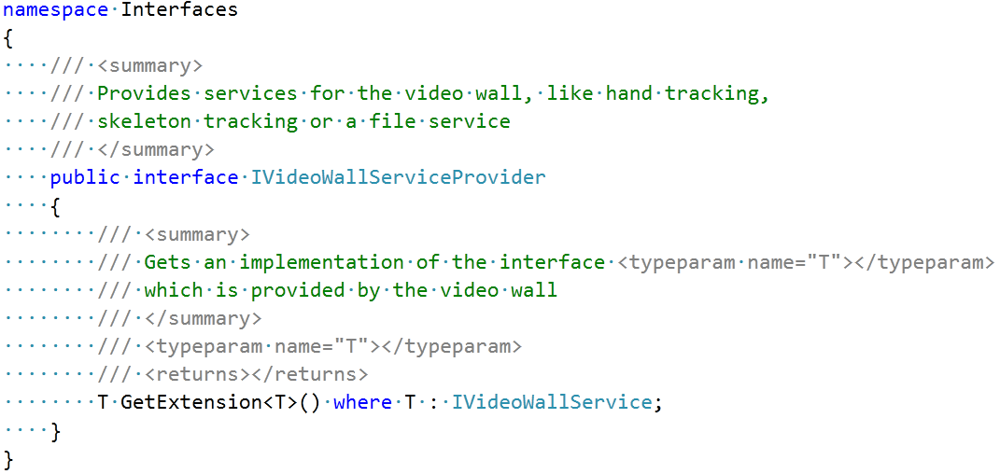 namespace Interfaces
{
    /// <summary>
    /// Provides services for the video wall, like hand tracking,
    /// skeleton tracking or a file service
    /// </summary>
    public interface IVideoWallServiceProvider
    {
        /// <summary>
        /// Gets an implementation of the interface <typeparam name="T"></typeparam>
        /// which is provided by the video wall
        /// </summary>
        /// <typeparam name="T"></typeparam>
        /// <returns></returns>
        T GetExtension<T>() where T : IVideoWallService;
    }
}